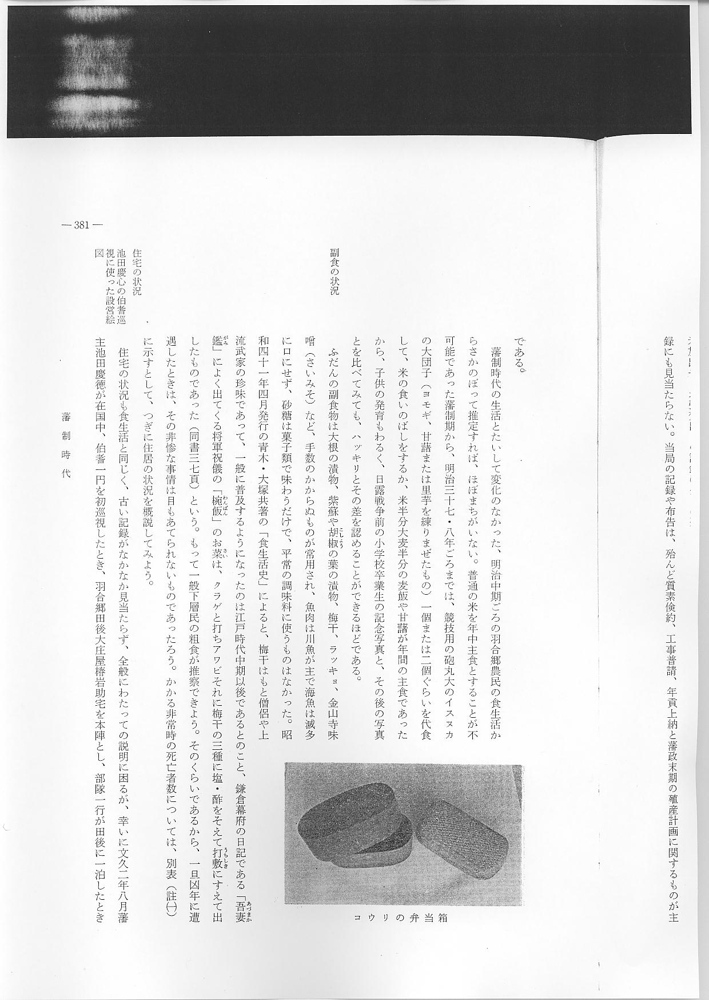 録にも見当たらない。当局の記録や布告は、殆んど質素倹約、工事普請、年貢上納と藩政末期の殖産計画に関するものが主
である。
藩制時代の生活とたいして変化のなかった、明治中期ごろの羽合郷農民の食生活か
らさかのぼって推定すれば、ほぼまちがいない。普通の米を年中主食とすることが不
可能であった藩制期から、明治三十七・八年ごろまでは、競技用の砲丸大のイスヌカ
の大団子（ヨモギ、甘藷または里芋を練りまぜたもの）一個または二個ぐらいを代食
して、米の食いのばしをするか、米半分大麦半分の麦飯や甘藷が年間の主食であった
から、子供の発育もわるく、日露戦争前の小学校卒業生の記念写真と、その後の写真
とを比べてみても、ハッキリとその差を認めることができるほどである。
副食の状況
ふだんの副食物は大根の漬物、紫蘇や胡椒の葉の漬物、梅干、ラッキョ、金山寺味
こしょう
噌（さいみそ）など、手数のかからぬものが常用され、魚肉は川魚が主で海魚は滅多
に口にせず、砂糖は菓子類で味わうだけで、平常の調味料に使うものはなかった。昭
和四十一年四月発行の青木・大塚共著の「食生活史」によると、梅干はもと僧侶や上
流武家の珍味であって、一般に普及するようになったのは江戸時代中期以後であるとのこと、鎌倉幕府の日記である「吾妻
あづまか
鑑」によく出てくる将軍祝儀の「椀飯」のお菜は、クラゲと打ちアワビそれに梅干の三種に塩・酢をそえて打敷にすえて出
がみ
わんばん
さい
うちしき
したものであった（同書三七頁）という。もって一般下層民の粗食が推察できよう。そのくらいであるから、一旦凶年に遭
遇したときは、その非惨な事情は目もあてられないものであったろう。かかる非常時の死亡者数については、別表（註㈠）
に示すとして、つぎに住居の状況を概説してみよう。
住宅の状況
池田慶心の伯耆巡
視に使った設営絵
図
住宅の状況も食生活と同じく、古い記録がなかなか見当たらず、全般にわたっての説明に困るが、幸いに文久二年八月藩
主池田慶徳が在国中、伯耆一円を初巡視したとき、羽合郷田後大庄屋椿岩助宅を本陣とし、部隊一行が田後に一泊したとき
コウリの弁当箱
藩制時代
—381—